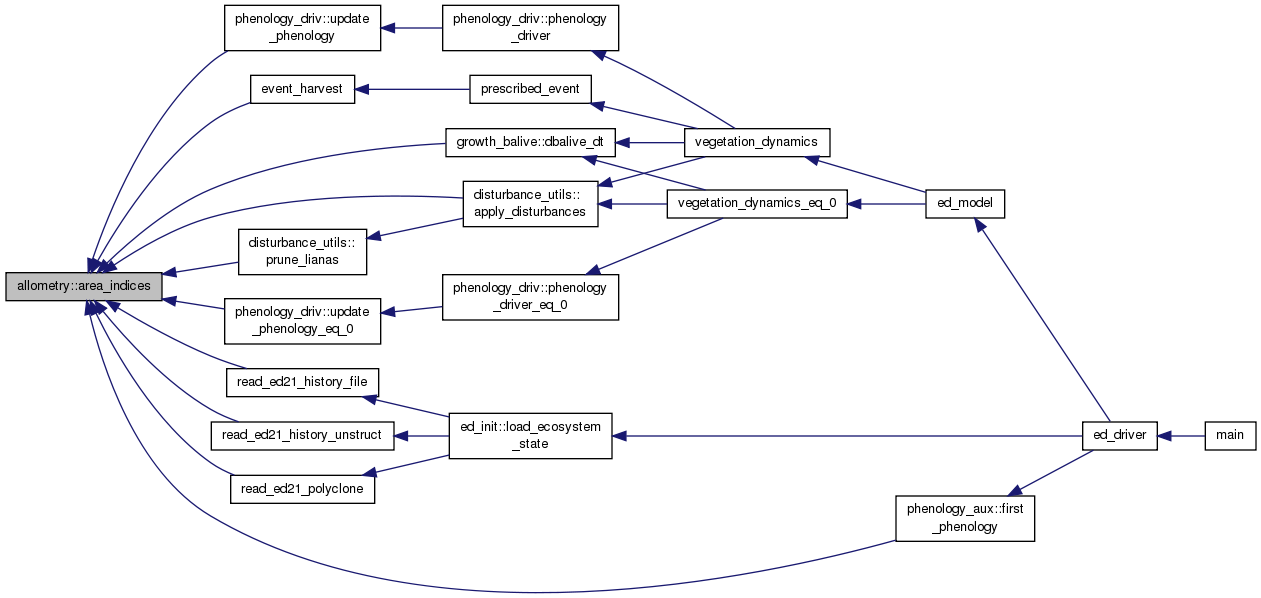 phenology_driv::update
_phenology
phenology_driv::phenology
_driver
event_harvest
prescribed_event
growth_balive::dbalive_dt
vegetation_dynamics
disturbance_utils::
apply_disturbances
vegetation_dynamics_eq_0
ed_model
disturbance_utils::
prune_lianas
allometry::area_indices
phenology_driv::update
_phenology_eq_0
phenology_driv::phenology
_driver_eq_0
read_ed21_history_file
read_ed21_history_unstruct
ed_init::load_ecosystem
_state
ed_driver
main
read_ed21_polyclone
phenology_aux::first
_phenology